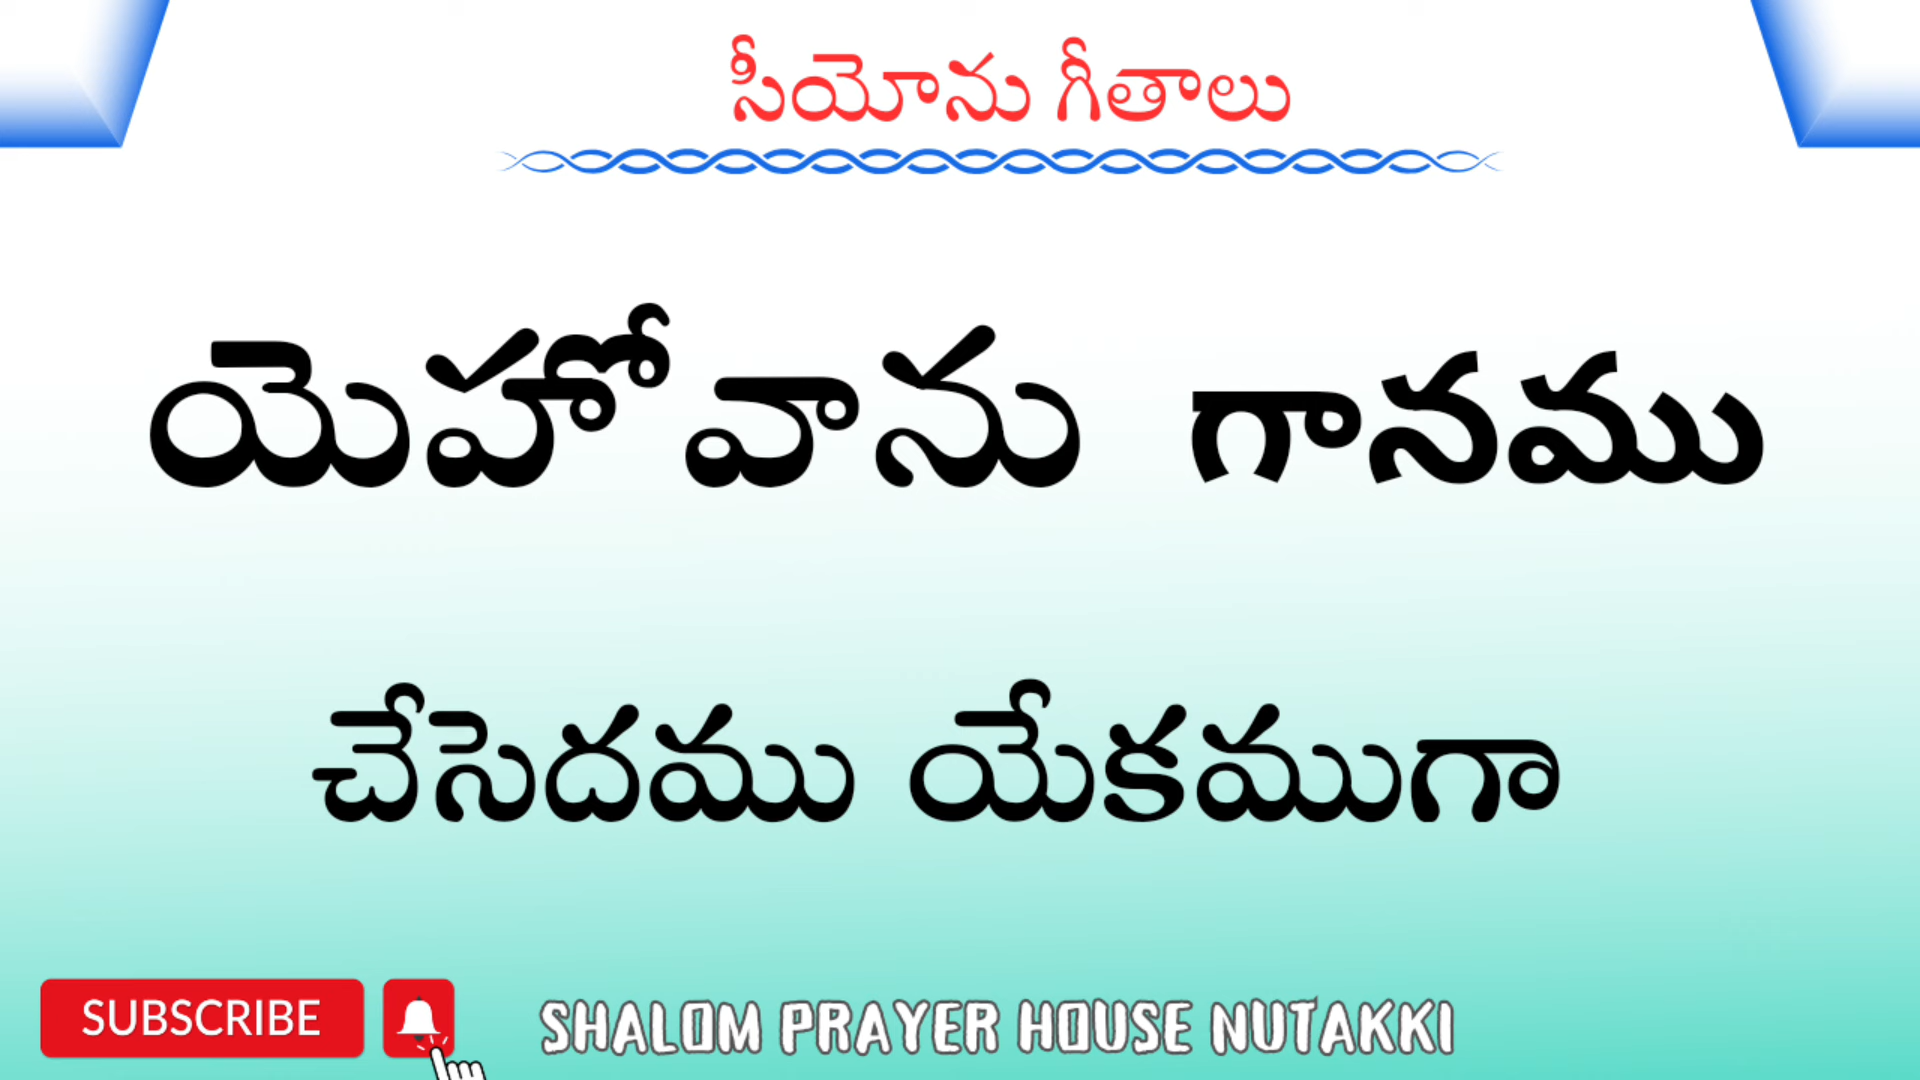 సీయోను గీతాలు
యెహోవాను గానము
చేసెదము యేకముగా
SUBSCRIBE
SHALOM PRAYER HOUSE NUTAKKI